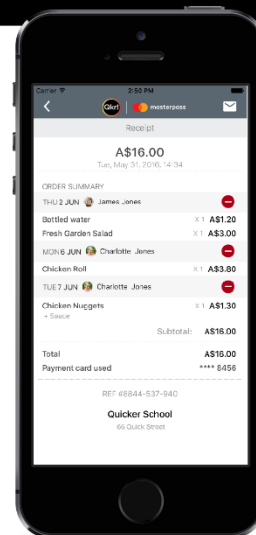 Carrier 2:50 PM
Qkr! masterpass
Receipt
A$16.00
Tue, May 31, 2016, 14:34
ORDER SUMMARY
THU 2 JUN James Jones
Bottled water X 1 A$1.20
Fresh Garden Salad X 1 A$3.00
MON 6 JUN Charlotte Jones
Chicken Roll X 1 A$3.80
TUE 7 JUN Charlotte Jones
Chicken Nuggets X 1 A$1.30
+ Sauce
Subtotal: A$16.00
Total A$16.00
Payment card used **** 8456
REF #8844-537-940
Quicker School
66 Quick Street